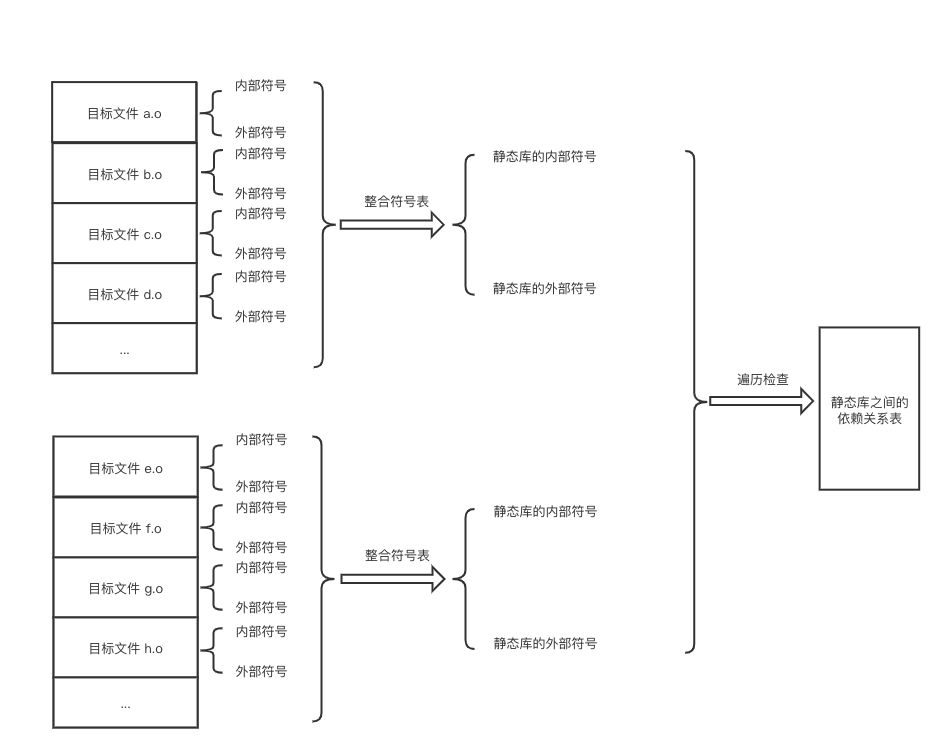 目标文件 a.o
内部符号
外部符号
目标文件 b.o
内部符号
外部符号
目标文件 c.o
内部符号
外部符号
目标文件 d.o
内部符号
外部符号
...
整合符号表
静态库的内部符号
静态库的外部符号
目标文件 e.o
内部符号
外部符号
目标文件 f.o
内部符号
外部符号
目标文件 g.o
内部符号
外部符号
目标文件 h.o
内部符号
外部符号
...
整合符号表
静态库的内部符号
静态库的外部符号
遍历检查
静态库之间的
依赖关系表